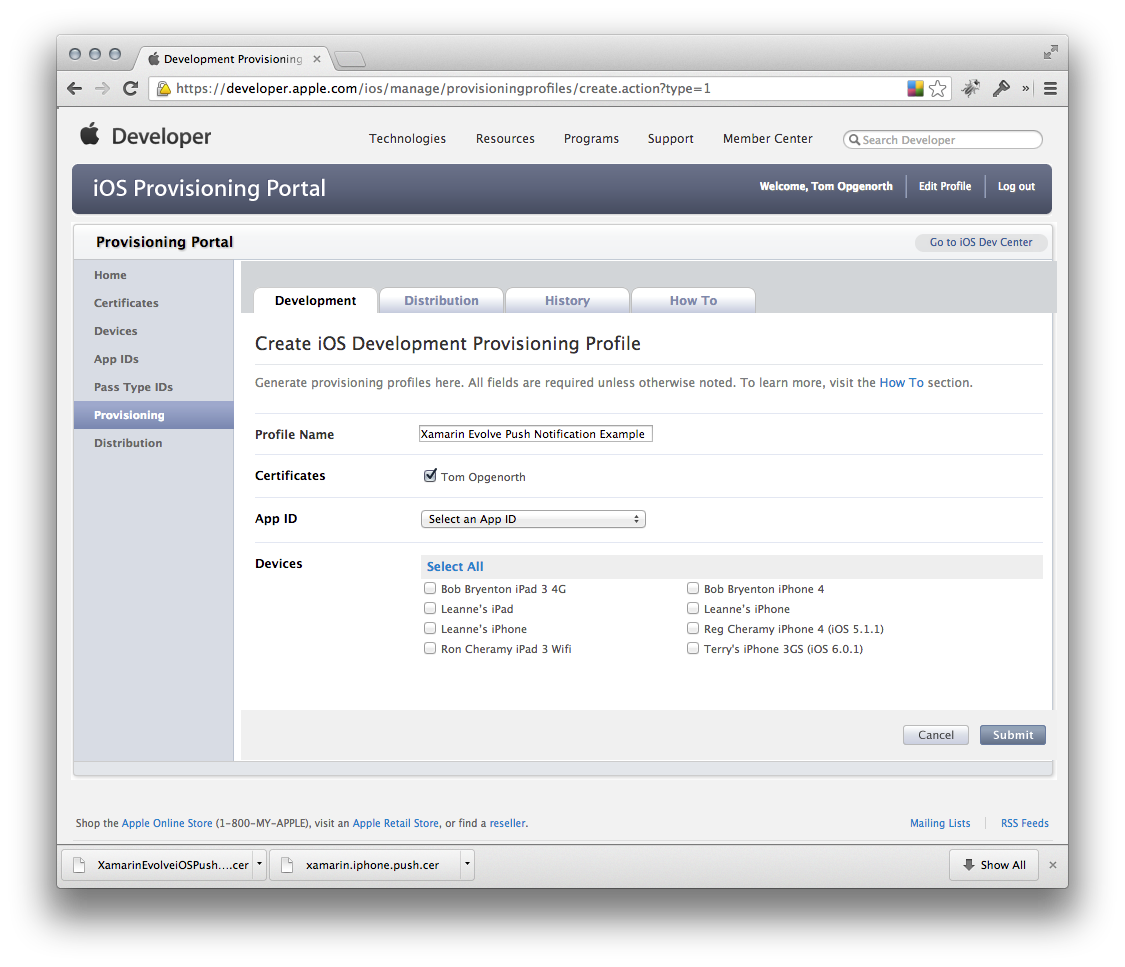 Development Provisioning
https://developer.apple.com/ios/manage/provisioningprofiles/create.action?type=1
Developer
Technologies Resources Programs Support Member Center Search Developer
iOS Provisioning Portal
Welcome, Tom Opgenorth Edit Profile Log out
Provisioning Portal
Go to iOS Dev Center
Home
Certificates
Devices
App IDs
Pass Type IDs
Provisioning
Distribution
Development Distribution History How To
Create iOS Development Provisioning Profile
Generate provisioning profiles here. All fields are required unless otherwise noted. To learn more, visit the How To section.
Profile Name Xamarin Evolve Push Notification Example
Certificates Tom Opgenorth
App ID Select an App ID
Devices Select All
Bob Bryenton iPad 3 4G Bob Bryenton iPhone 4
Leanne's iPad Leanne's iPhone
Leanne's iPhone Reg Cheramy iPhone 4 (iOS 5.1.1)
Ron Cheramy iPad 3 Wifi Terry's iPhone 3GS (iOS 6.0.1)
Cancel Submit
Shop the Apple Online Store (1-800-MY-APPLE), visit an Apple Retail Store, or find a reseller.
Mailing Lists RSS Feeds
XamarinEvolveiOSPush....cer xamarin.iphone.push.cer Show All